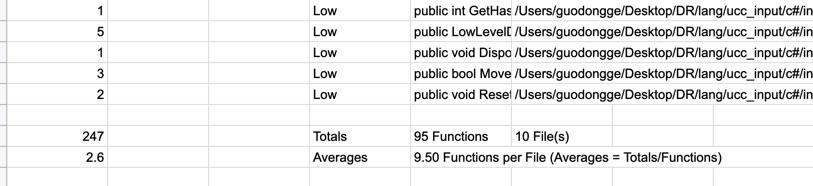 1 Low public int GetHas /Users/guodongge/Desktop/DR/lang/ucc_input/c#/in
5 Low public LowLevelD /Users/guodongge/Desktop/DR/lang/ucc_input/c#/in
1 Low public void Dispo /Users/guodongge/Desktop/DR/lang/ucc_input/c#/in
3 Low public bool Move /Users/guodongge/Desktop/DR/lang/ucc_input/c#/in
2 Low public void Reset /Users/guodongge/Desktop/DR/lang/ucc_input/c#/in
247 Totals 95 Functions 10 File(s)
2.6 Averages 9.50 Functions per File (Averages = Totals/Functions)